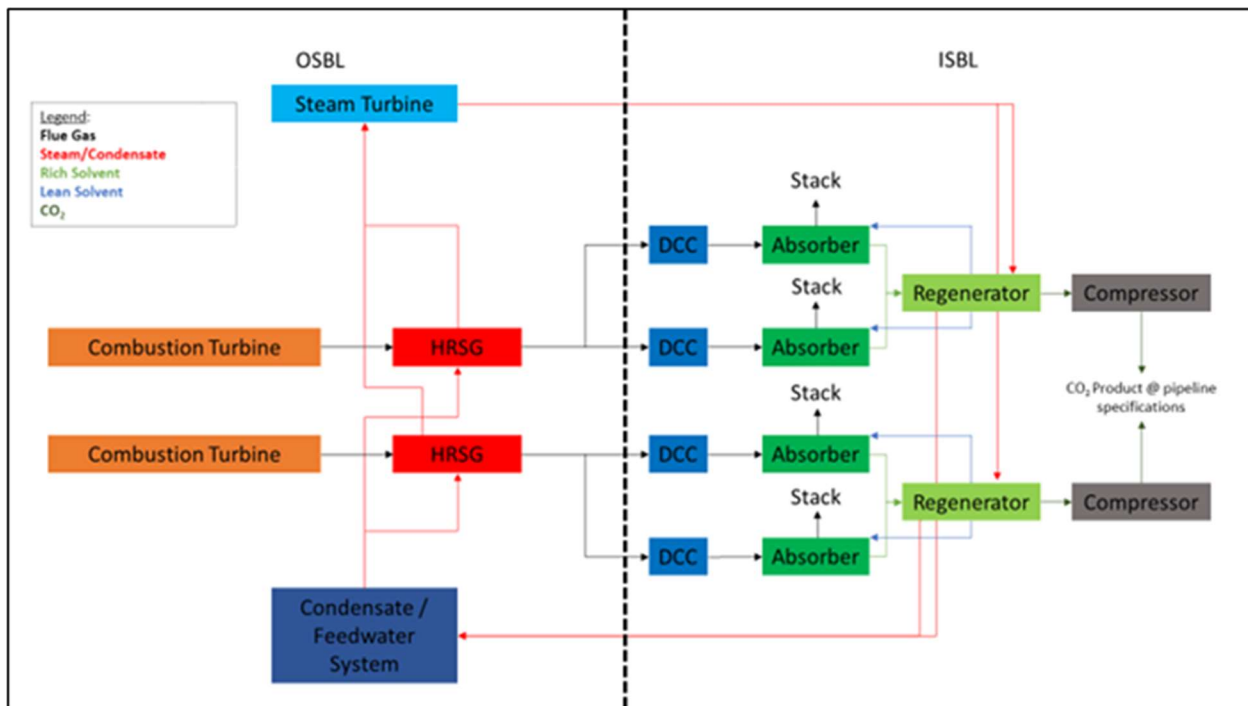 OSBL
ISBL
Steam Turbine
Legend:
Flue Gas
Steam/Condensate
Rich Solvent
Lean Solvent
CO₂
Stack
DCC
Absorber
Stack
Regenerator
Compressor
Combustion Turbine
HRSG
DCC
Absorber
CO₂ Product @ pipeline
specifications
Stack
Combustion Turbine
HRSG
DCC
Absorber
Stack
Regenerator
Compressor
DCC
Absorber
Condensate /
Feedwater
System